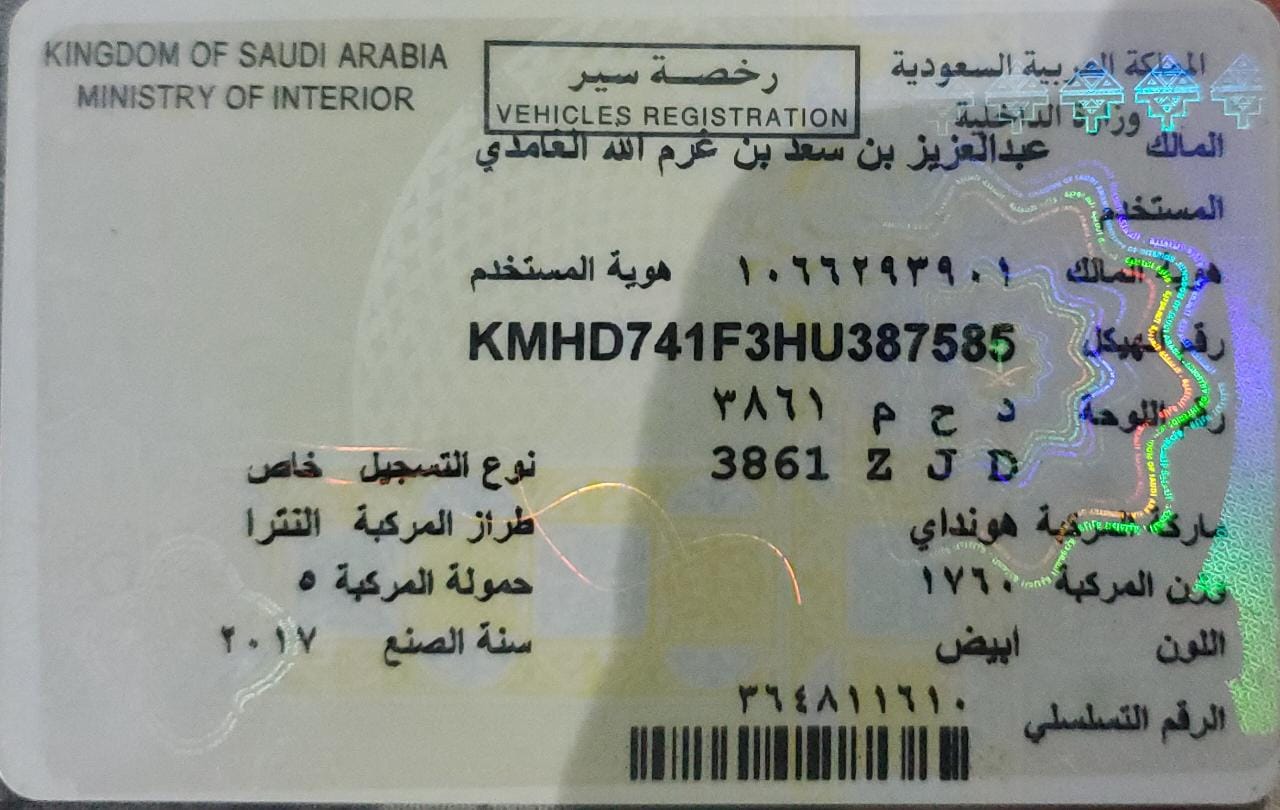 KINGDOM OF SAUDI ARABIA
MINISTRY OF INTERIOR
رخصة سير
VEHICLES REGISTRATION
المملكة العربية السعودية
وزارة الداخلية
المالك عبدالعزيز بن سعد بن غرم الله الغامدي
المستخدم
هوية المالك ١٠٦٦٢٩٣٩٠١ هوية المستخدم
رقم الهيكل KMHD741F3HU387585
رقم اللوحة د ح م ٣٨٦١
3861 Z J D نوع التسجيل خاص
ماركة المركبة هونداي طراز المركبة النترا
وزن المركبة ١٧٦٠ حمولة المركبة ٥
اللون ابيض سنة الصنع ٢٠١٧
الرقم التسلسلي ٣٦٤٨١١٦١٠